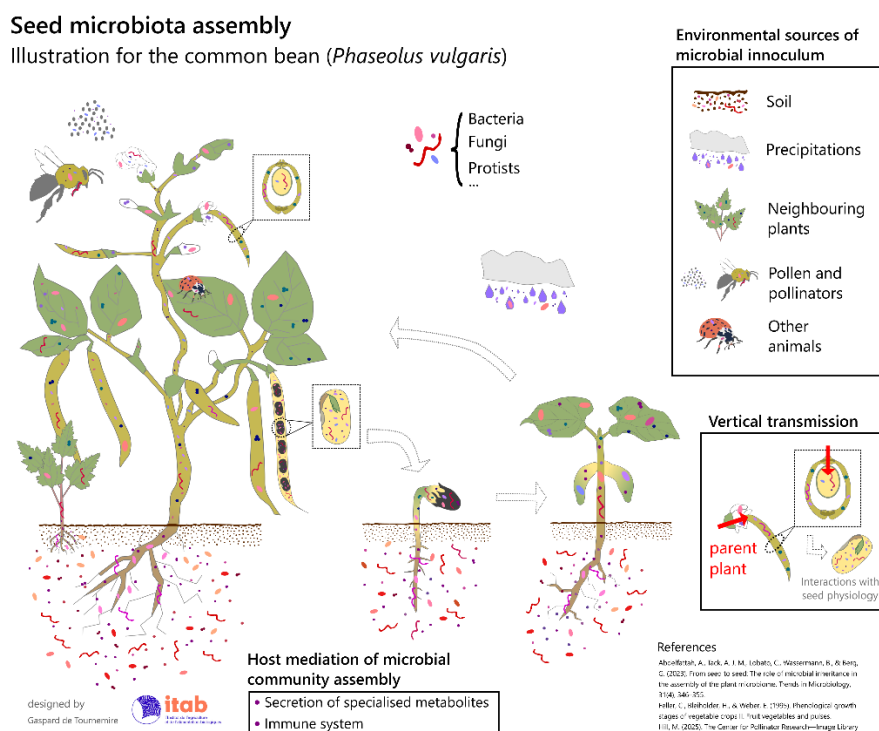 Seed microbiota assembly
Illustration for the common bean (Phaseolus vulgaris)
Bacteria
Fungi
Protists
...
Environmental sources of
microbial innoculum
Soil
Precipitations
Neighbouring
plants
Pollen and
pollinators
Other
animals
Vertical transmission
parent
plant
Interactions with
seed physiology
Host mediation of microbial
community assembly
• Secretion of specialised metabolites
• Immune system
designed by
Gaspard de Tournemire
itab
References
Abdelfattah, A., Tack, A. J. M., Lobato, C., Wassermann, B., & Berg,
G. (2023). From seed to seed: The role of microbial inheritance in
the assembly of the plant microbiome. Trends in Microbiology,
31(4), 346-355.
Feller, C., Bleiholder, H., & Weber, E. (1995). Phenological growth
stages of vegetable crops II. Fruit vegetables and pulses.
Hill, M. (2025). The Center for Pollinator Research—Image Library